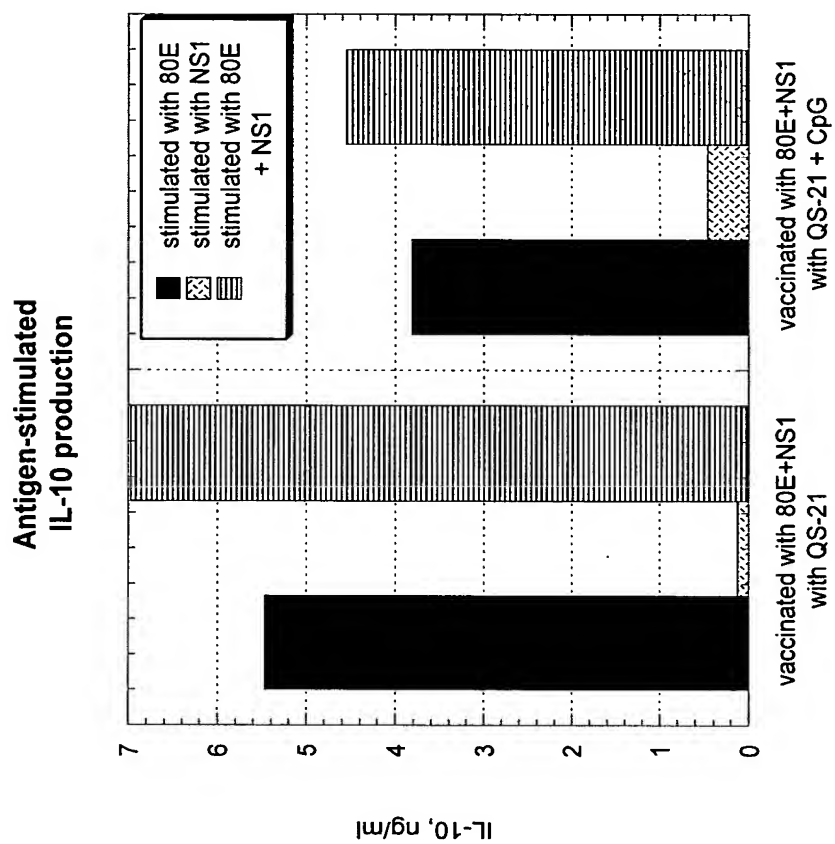 Antigen-stimulated
IL-10 production
stimulated with 80E
stimulated with NS1
stimulated with 80E
+ NS1
IL-10, ng/ml
7
6
5
4
3
2
1
0
vaccinated with 80E+NS1
with QS-21
vaccinated with 80E+NS1
with QS-21 + CpG